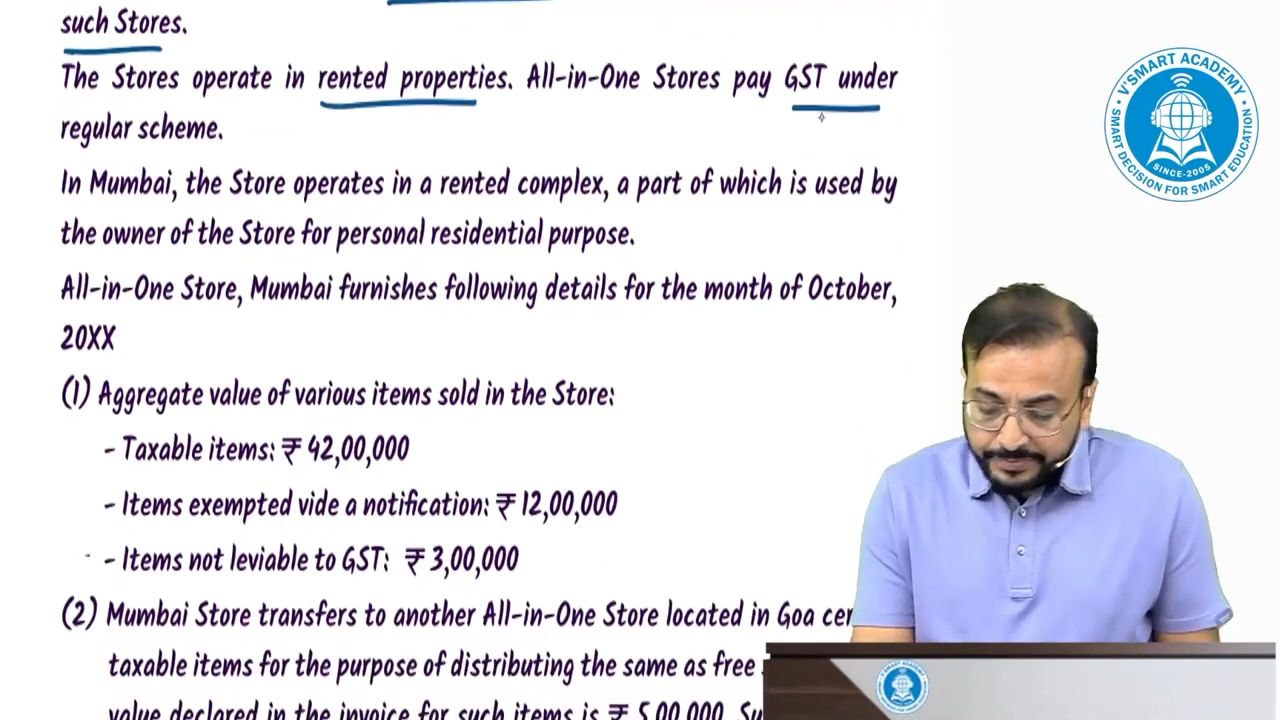 such Stores.
The Stores operate in rented properties. All-in-One Stores pay GST under
regular scheme.
In Mumbai, the Store operates in a rented complex, a part of which is used by
the owner of the Store for personal residential purpose.
All-in-One Store, Mumbai furnishes following details for the month of October,
20XX
(1) Aggregate value of various items sold in the Store:
- Taxable items: ₹ 42,00,000
- Items exempted vide a notification: ₹ 12,00,000
- Items not leviable to GST: ₹ 3,00,000
(2) Mumbai Store transfers to another All-in-One Store located in Goa cer
taxable items for the purpose of distributing the same as free
value declared in the invoice for such items is ₹ 5,00,000. Su
V'SMART ACADEMY
SINCE-2005
SMART DECISION FOR SMART EDUCATION